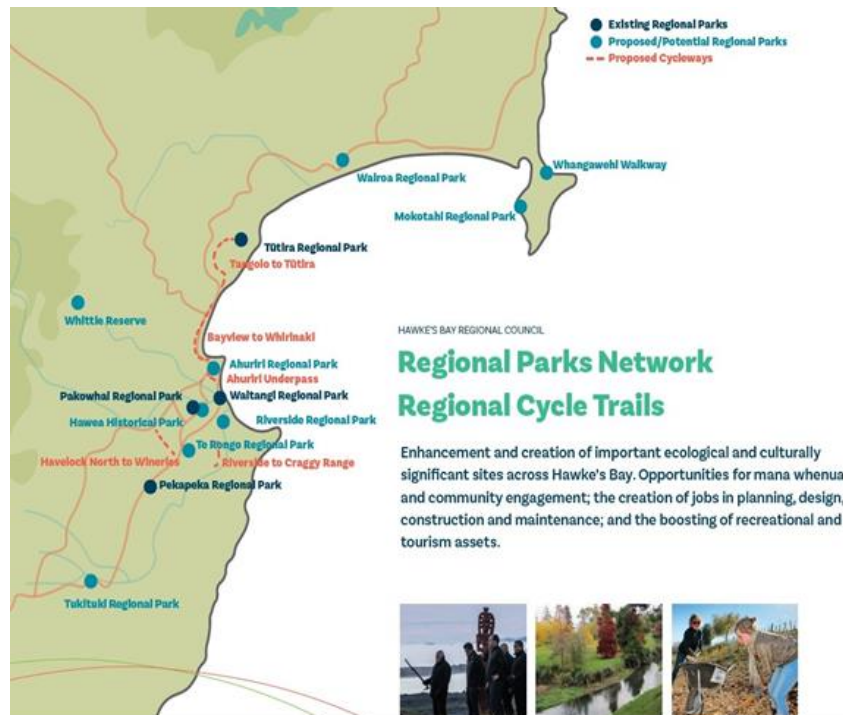 Existing Regional Parks
Proposed/Potential Regional Parks
Proposed Cycleways
Whangawehl Walkway
Walroa Regional Park
Mokotahl Regional Park
Tūtira Regional Park
Tangoio to Tūtira
Whittle Reserve
Bayview to Whirinaki
Ahuriri Regional Park
Ahuriri Underpass
Pakowhai Regional Park
Waitangi Regional Park
Hawea Historical Park
Riverside Regional Park
Te Rongo Regional Park
Havelock North to Wineries
Riverside to Craggy Range
Pekapeka Regional Park
Tukituki Regional Park
HAWKE'S BAY REGIONAL COUNCIL
Regional Parks Network
Regional Cycle Trails
Enhancement and creation of important ecological and culturally
significant sites across Hawke's Bay. Opportunities for mana whenua
and community engagement; the creation of jobs in planning, design,
construction and maintenance; and the boosting of recreational and
tourism assets.